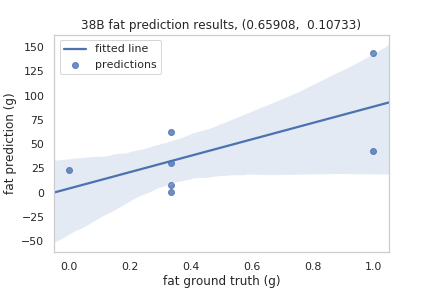 38B fat prediction results, (0.65908,  0.10733)
fitted line
predictions
fat prediction (g)
150
125
100
75
50
25
0
−25
−50
0.0 0.2 0.4 0.6 0.8 1.0
fat ground truth (g)